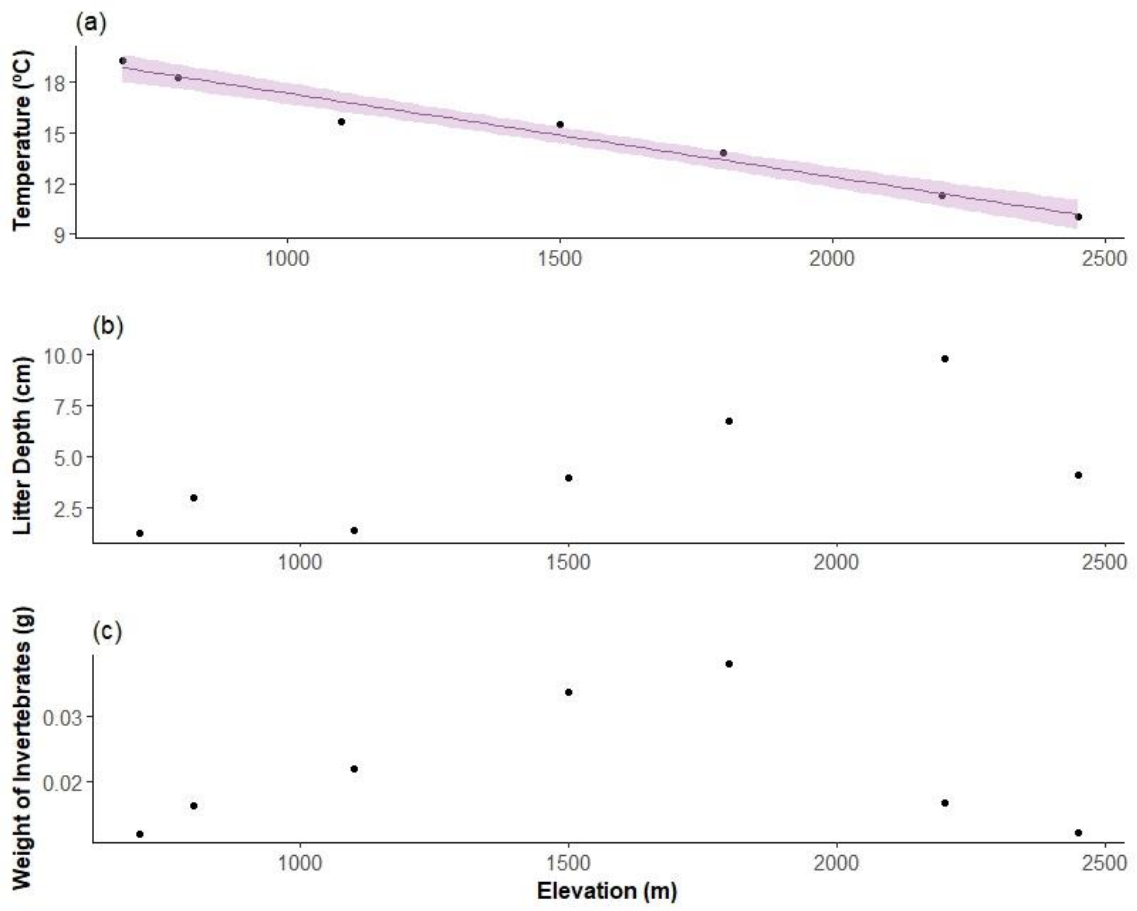 (a)
Temperature (ºC)
18
15
12
9
1000 1500 2000 2500
(b)
Litter Depth (cm)
10.0
7.5
5.0
2.5
1000 1500 2000 2500
(c)
Weight of Invertebrates (g)
0.03
0.02
1000 1500 2000 2500
Elevation (m)